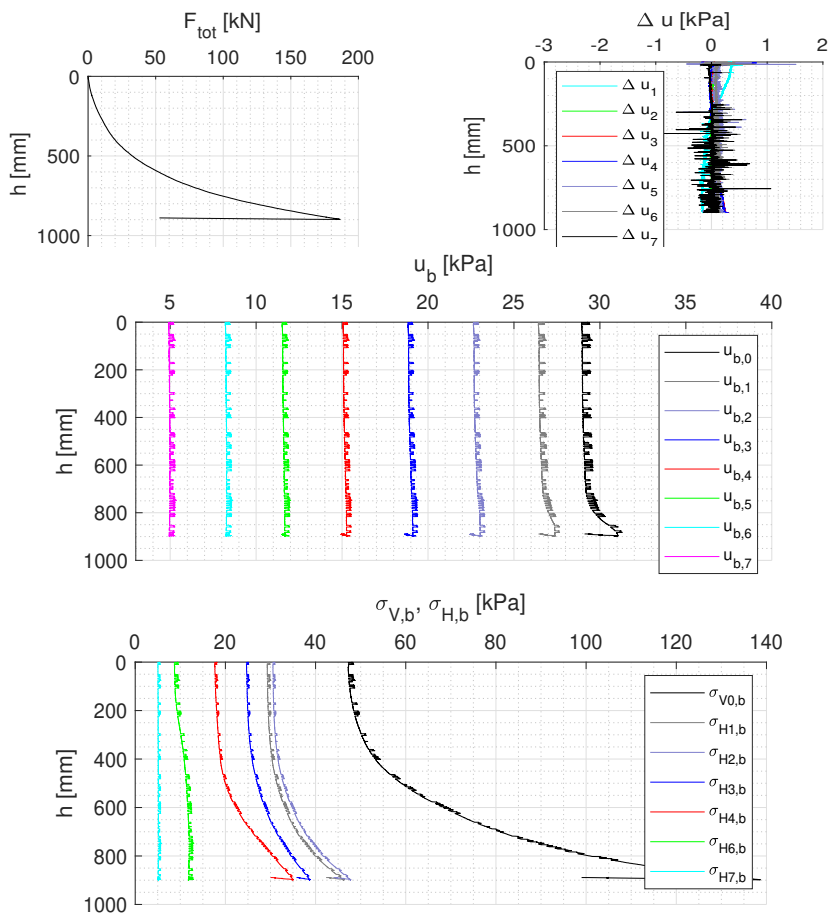 F_tot [kN]
0 50 100 150 200
0
500
1000
h [mm]
Δ u [kPa]
-3 -2 -1 0 1 2
0
500
1000
h [mm]
Δ u_1
Δ u_2
Δ u_3
Δ u_4
Δ u_5
Δ u_6
Δ u_7
u_b [kPa]
5 10 15 20 25 30 35 40
0
200
400
600
800
1000
h [mm]
u_b,0
u_b,1
u_b,2
u_b,3
u_b,4
u_b,5
u_b,6
u_b,7
σ_V,b, σ_H,b [kPa]
0 20 40 60 80 100 120 140
0
200
400
600
800
1000
h [mm]
σ_V0,b
σ_H1,b
σ_H2,b
σ_H3,b
σ_H4,b
σ_H6,b
σ_H7,b